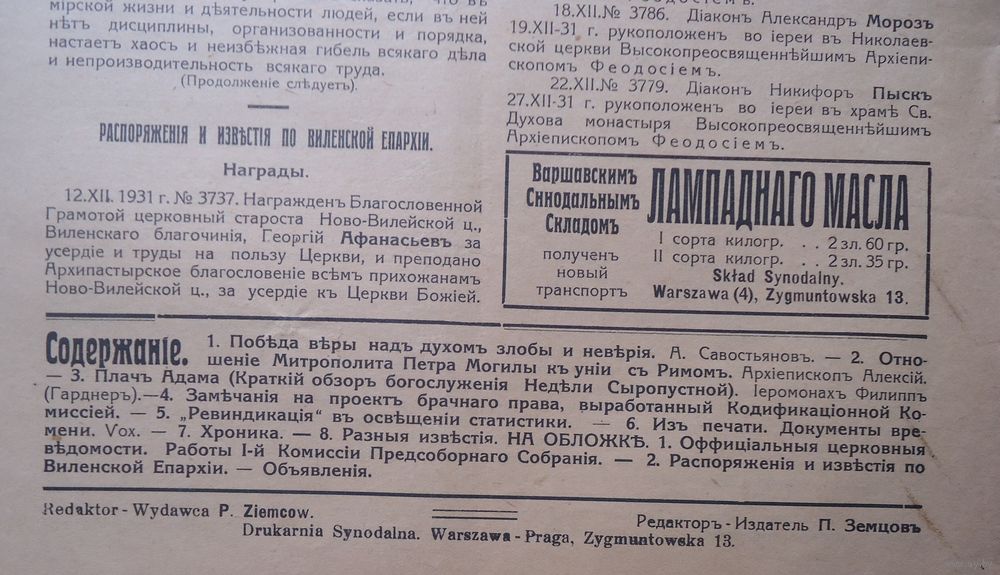 мірской жизни и дѣятельности людей, если въ ней
нѣтъ дисциплины, организованности и порядка,
настаетъ хаосъ и неизбѣжная гибель всякаго дѣла
и непроизводительность всякаго труда.
(Продолженіе слѣдуетъ).
РАСПОРЯЖЕНІЯ И ИЗВѢСТІЯ ПО ВИЛЕНСКОЙ ЕПАРХІИ.
Награды.
12.XII. 1931 г. № 3737. Награжденъ Благословенной
Грамотой церковный староста Ново-Вилейской ц.,
Виленскаго благочинія, Георгій Афанасьевъ за
усердіе и труды на пользу Церкви, и преподано
Архипастырское благословеніе всѣмъ прихожанамъ
Ново-Вилейской ц., за усердіе къ Церкви Божіей.
18.XII.№ 3786. Діаконъ Александръ Морозъ
19.XII-31 г. рукоположенъ во іереи въ Николаев-
ской церкви Высокопреосвященнѣйшимъ Архіепи-
скопомъ Феодосіемъ.
22.XII.№ 3779. Діаконъ Никифоръ Пыскъ
27.XII-31 г. рукоположенъ во іереи въ храмѣ Св.
Духова монастыря Высокопреосвященнѣйшимъ
Архіепископомъ Феодосіемъ.
Варшавскимъ
Синодальнымъ
Складомъ
полученъ
новый
транспортъ
ЛАМПАДНАГО МАСЛА
I сорта килогр. . . 2 зл. 60 гр.
II сорта килогр. . . 2 зл. 35 гр.
Skład Synodalny.
Warszawa (4), Zygmuntowska 13.
Содержаніе. 1. Побѣда вѣры надъ духомъ злобы и невѣрія. А. Савостьяновъ. — 2. Отно-
шеніе Митрополита Петра Могилы къ уніи съ Римомъ. Архіепископъ Алексій.
— 3. Плачъ Адама (Краткій обзоръ богослуженія Недѣли Сыропустной). Іеромонахъ Филиппъ
(Гарднеръ).—4. Замѣчанія на проектъ брачнаго права, выработанный Кодификаціонной Ко-
миссіей. — 5. „Ревиндикація" въ освѣщеніи статистики. — 6. Изъ печати. Документы вре-
мени. Vox. — 7. Хроника. — 8. Разныя извѣстія. НА ОБЛОЖКѢ. 1. Оффиціальныя церковныя
вѣдомости. Работы I-й Комиссіи Предсоборнаго Собранія. — 2. Распоряженія и извѣстія по
Виленской Епархіи. — Объявленія.
Redaktor - Wydawca P. Ziemcow.
Редакторъ - Издатель П. Земцовъ
Drukarnia Synodalna. Warszawa - Praga, Zygmuntowska 13.